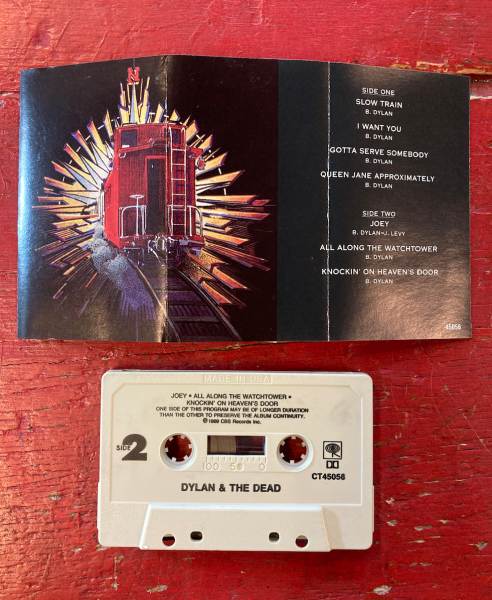 N
SIDE ONE
SLOW TRAIN
B. DYLAN
I WANT YOU
B. DYLAN
GOTTA SERVE SOMEBODY
B. DYLAN
QUEEN JANE APPROXIMATELY
B. DYLAN
SIDE TWO
JOEY
B. DYLAN-J. LEVY
ALL ALONG THE WATCHTOWER
B. DYLAN
KNOCKIN' ON HEAVEN'S DOOR
B. DYLAN
45056
MADE IN USA
JOEY • ALL ALONG THE WATCHTOWER •
KNOCKIN' ON HEAVEN'S DOOR
ONE SIDE OF THIS PROGRAM MAY BE OF LONGER DURATION
THAN THE OTHER TO PRESERVE THE ALBUM CONTINUITY.
℗ 1989 CBS Records Inc.
SIDE 2
100 50 0
CT45056
DYLAN & THE DEAD